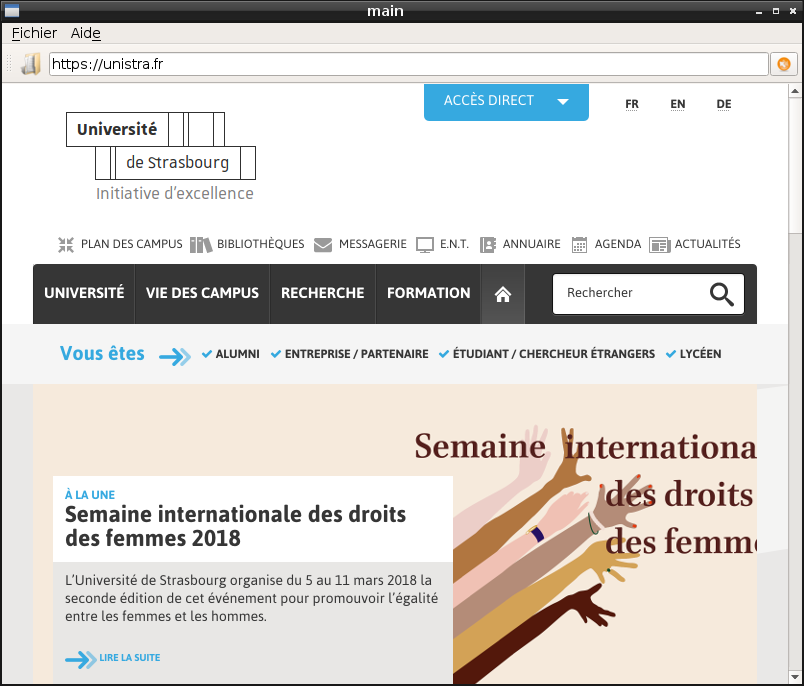 main
Fichier Aide
https://unistra.fr
ACCÈS DIRECT
FR EN DE
Université
de Strasbourg
Initiative d'excellence
PLAN DES CAMPUS BIBLIOTHÈQUES MESSAGERIE E.N.T. ANNUAIRE AGENDA ACTUALITÉS
UNIVERSITÉ VIE DES CAMPUS RECHERCHE FORMATION Rechercher
Vous êtes ALUMNI ENTREPRISE / PARTENAIRE ÉTUDIANT / CHERCHEUR ÉTRANGERS LYCÉEN
Semaine internationa
des droits
des femme
À LA UNE
Semaine internationale des droits
des femmes 2018
L'Université de Strasbourg organise du 5 au 11 mars 2018 la
seconde édition de cet événement pour promouvoir l'égalité
entre les femmes et les hommes.
LIRE LA SUITE